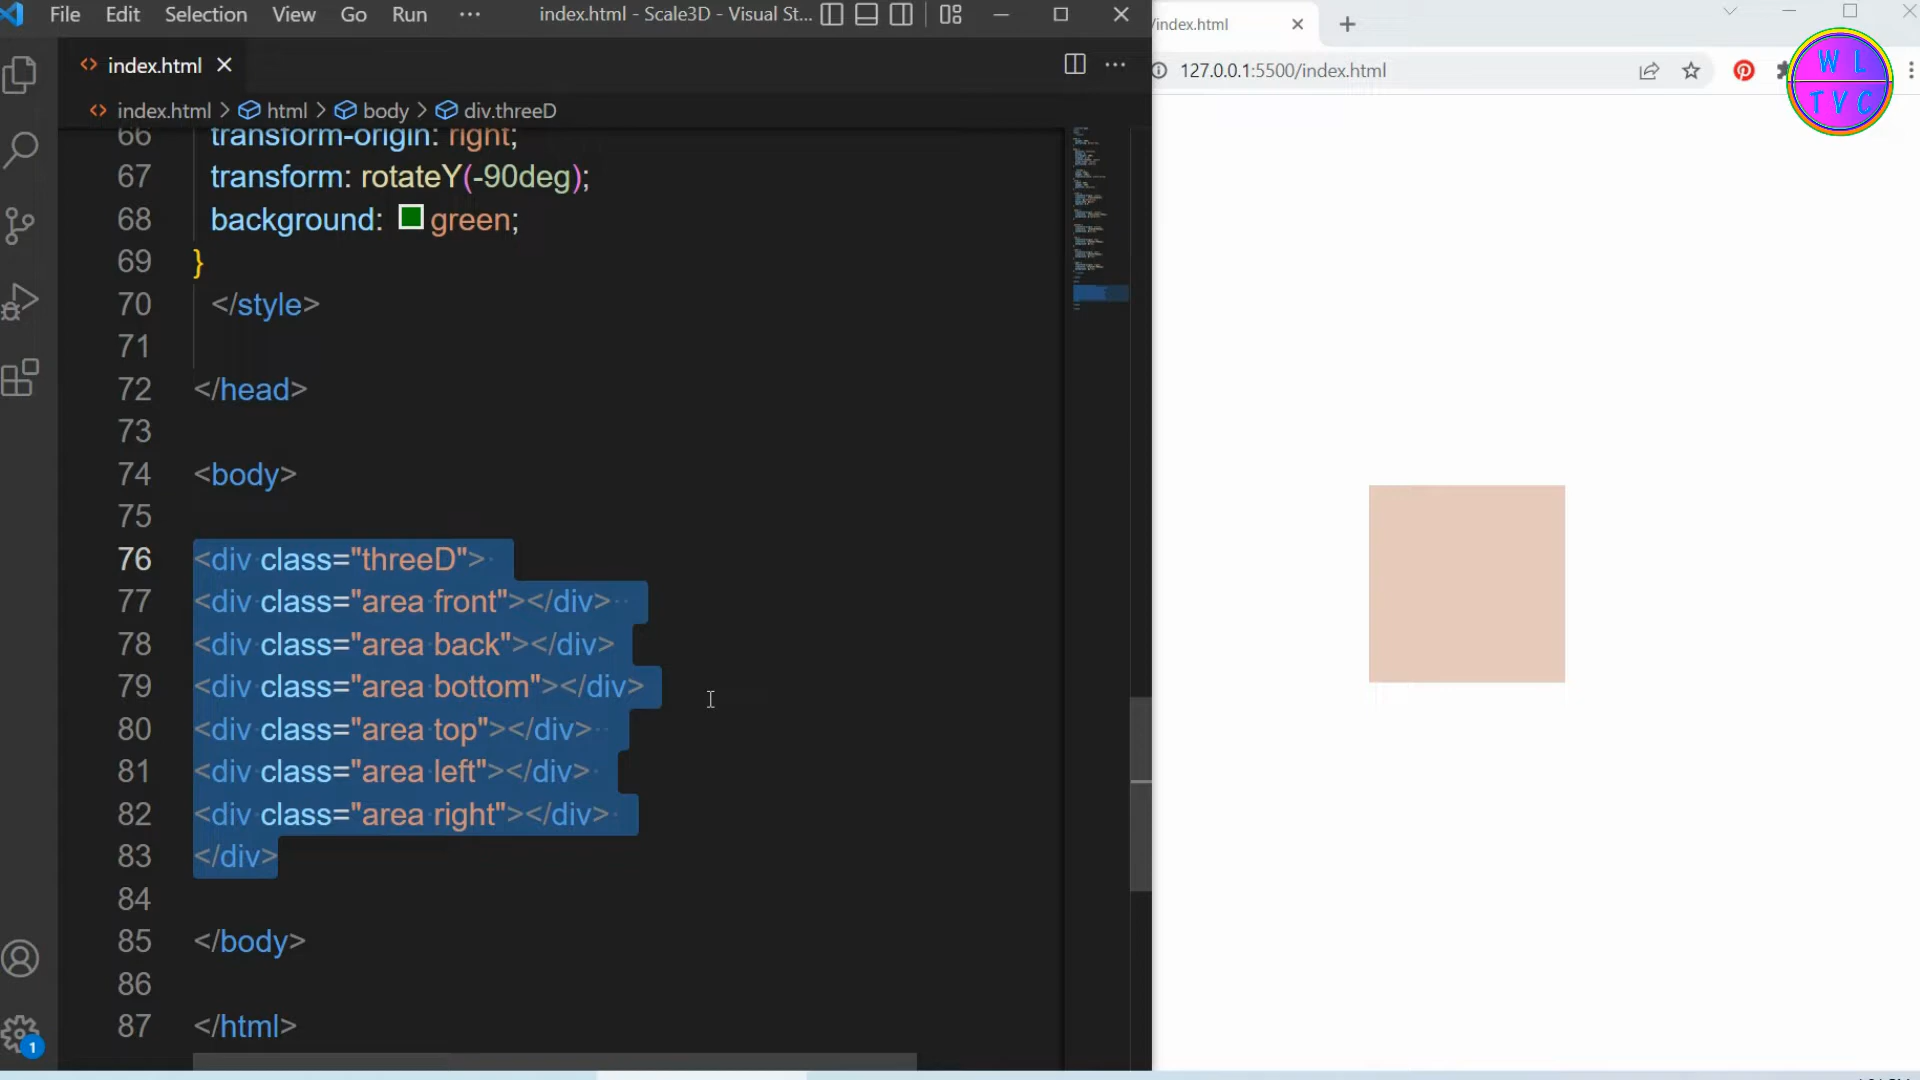 File Edit Selection View Go Run ··· index.html - Scale3D - Visual St...
index.html
index.html > html > body > div.threeD
66 transform-origin: right;
67 transform: rotateY(-90deg);
68 background: green;
69 }
70 </style>
71
72 </head>
73
74 <body>
75
76 <div class="threeD">
77 <div class="area front"></div>
78 <div class="area back"></div>
79 <div class="area bottom"></div>
80 <div class="area top"></div>
81 <div class="area left"></div>
82 <div class="area right"></div>
83 </div>
84
85 </body>
86
87 </html>
1
/index.html
127.0.0.1:5500/index.html
W L
T V C